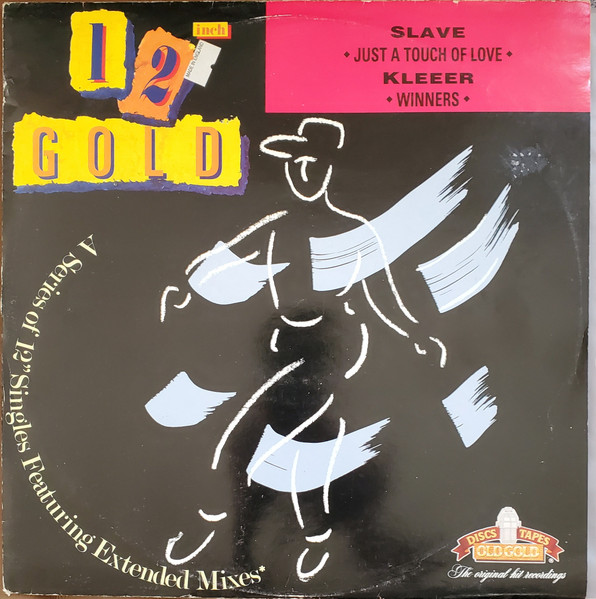 12 inch
GOLD
SLAVE
• JUST A TOUCH OF LOVE •
KLEEER
• WINNERS •
A Series of 12" Singles Featuring Extended Mixes*
DISCS TAPES
OLD GOLD
The original hit recordings